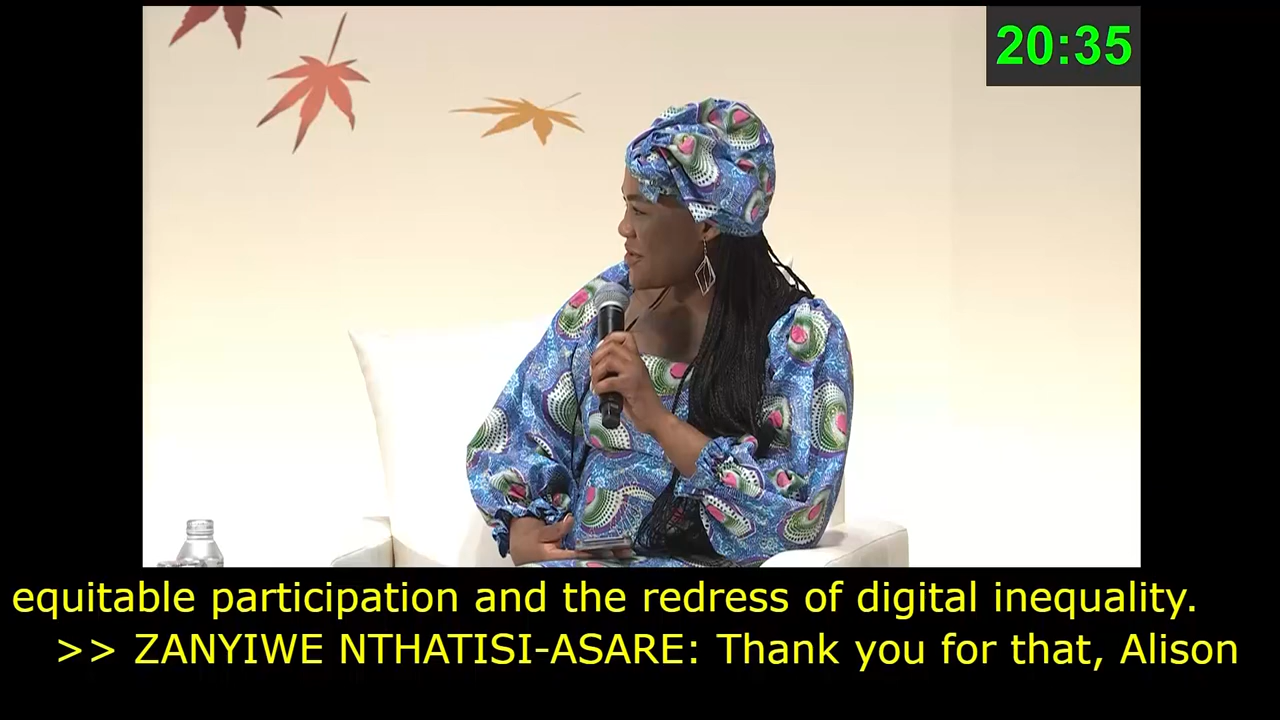 20:35
equitable participation and the redress of digital inequality.
>> ZANYIWE NTHATISI-ASARE: Thank you for that, Alison